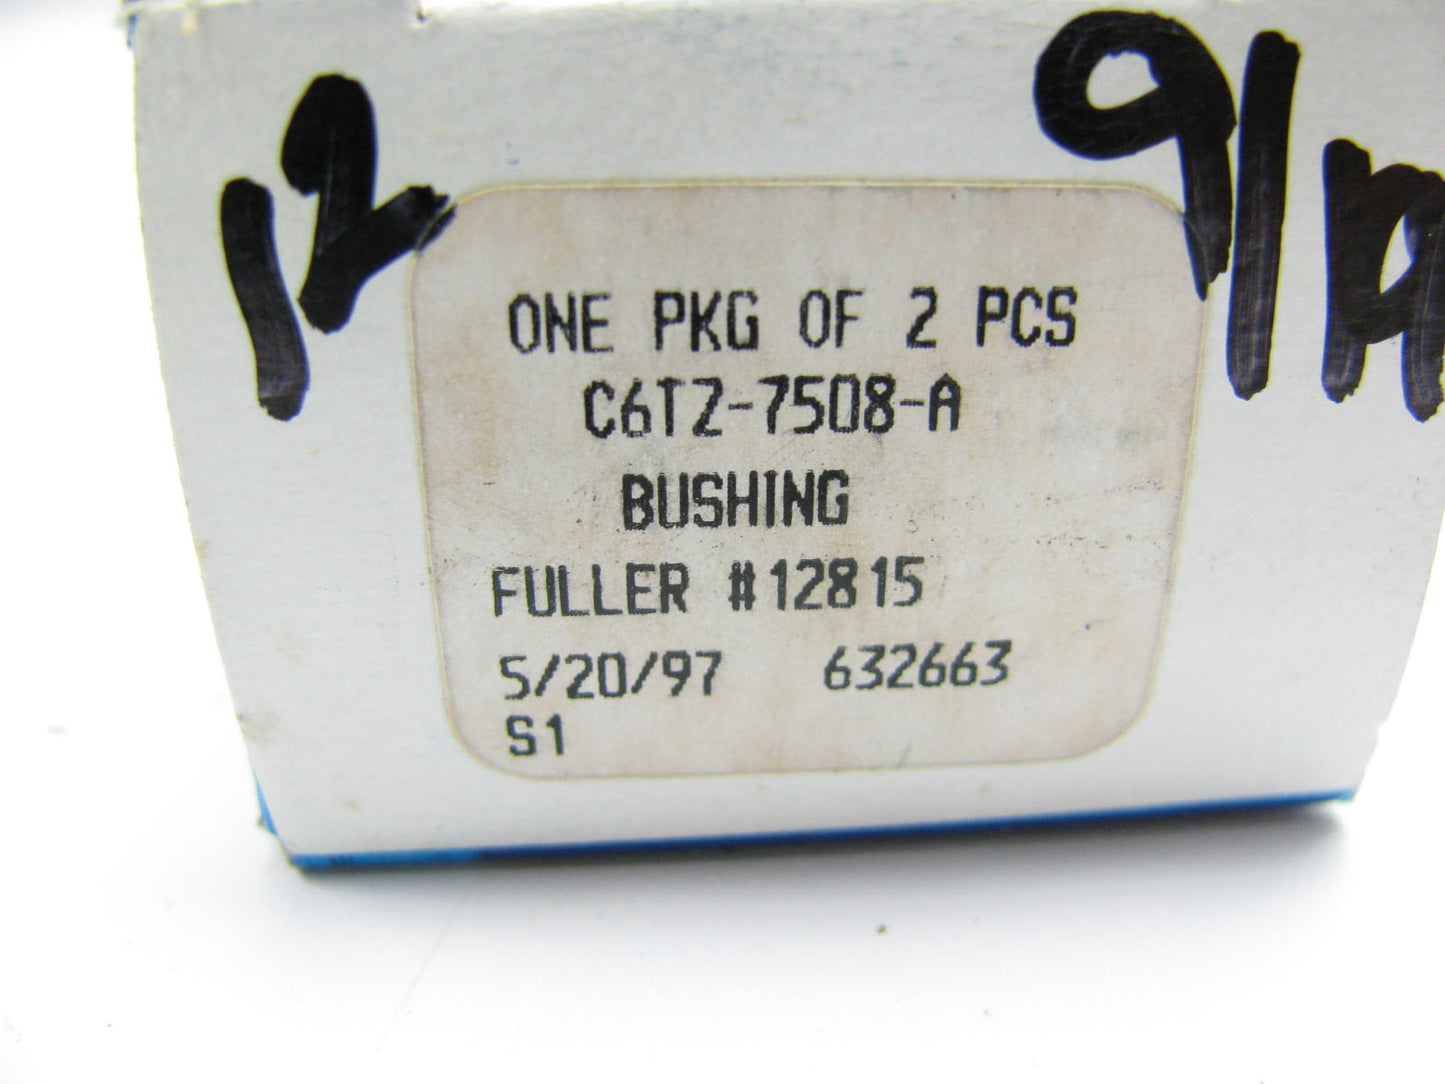 12
ONE PKG OF 2 PCS
C6TZ-7508-A
BUSHING
FULLER #12815
5/20/97 632663
S1